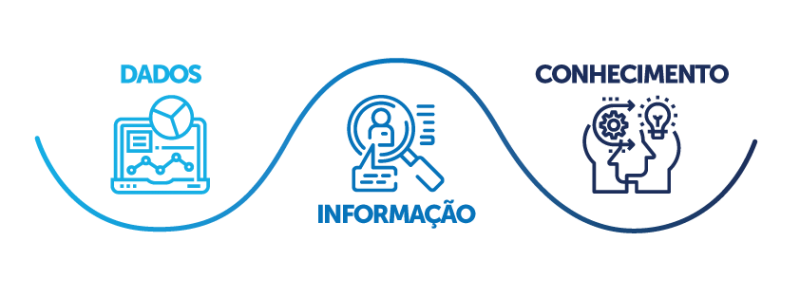 DADOS
INFORMAÇÃO
CONHECIMENTO